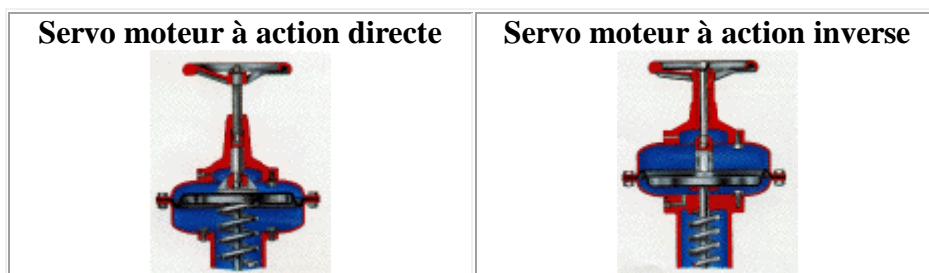 Servo moteur à action directe
Servo moteur à action inverse